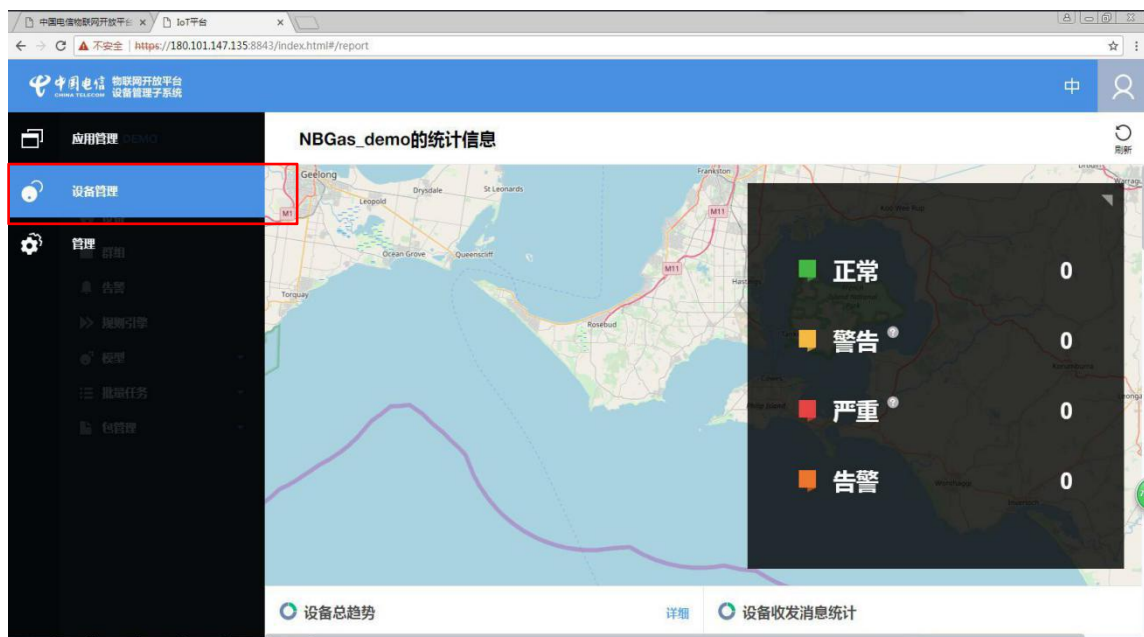 中国电信物联网开放平台
IoT平台
不安全 | https://180.101.147.135:8843/index.html#/report
中国电信
CHINA TELECOM
物联网开放平台
设备管理子系统
中
应用管理
DEMO
NBGas_demo的统计信息
刷新
设备管理
管理
群组
告警
规则引擎
模型
批量任务
包管理
Geelong
Leopold
Drysdale
St Leonards
Frankston
M1
M11
Ocean Grove
Queenscliff
M11
Torquay
Rosebud
Koo Wee Rup
正常
0
警告
0
严重
0
告警
0
Wonthaggi
设备总趋势
详细
设备收发消息统计